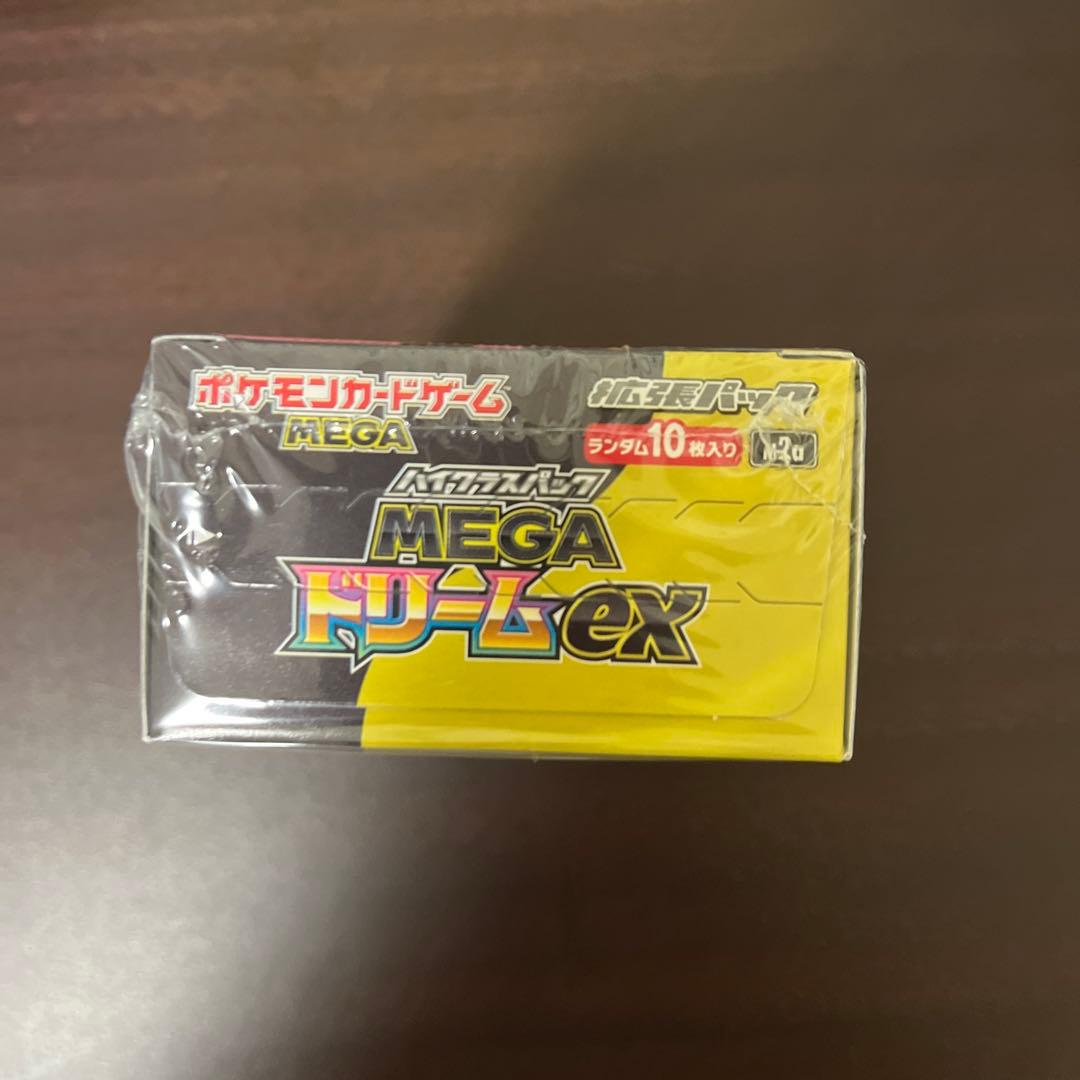 ポケモンカードゲーム
MEGA
拡張パック
ランダム10枚入り
M2a
ハイクラスパック
MEGA
ドリームex